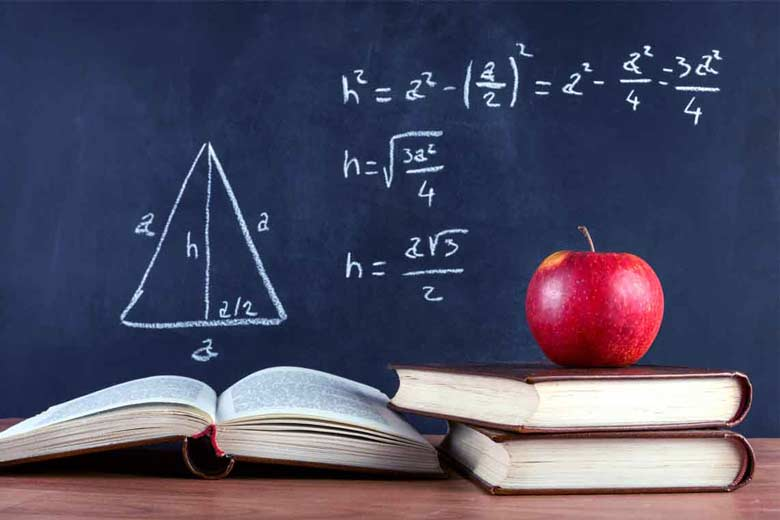 h² = a² - (a/2)² = a² - a²/4 = 3a²/4
h = √(3a²/4)
h = a√3/2
a
a
h
a/2
a